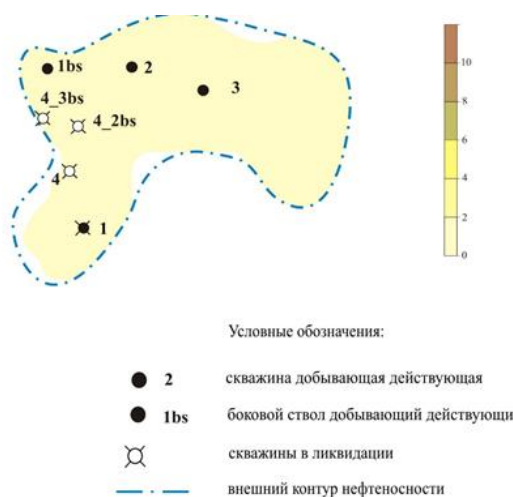 1bs
2
3
4_3bs
4_2bs
4
1
10
8
6
4
2
0
Условные обозначения:
2 скважина добывающая действующая
1bs боковой ствол добывающий действующи
скважины в ликвидации
внешний контур нефтеносности